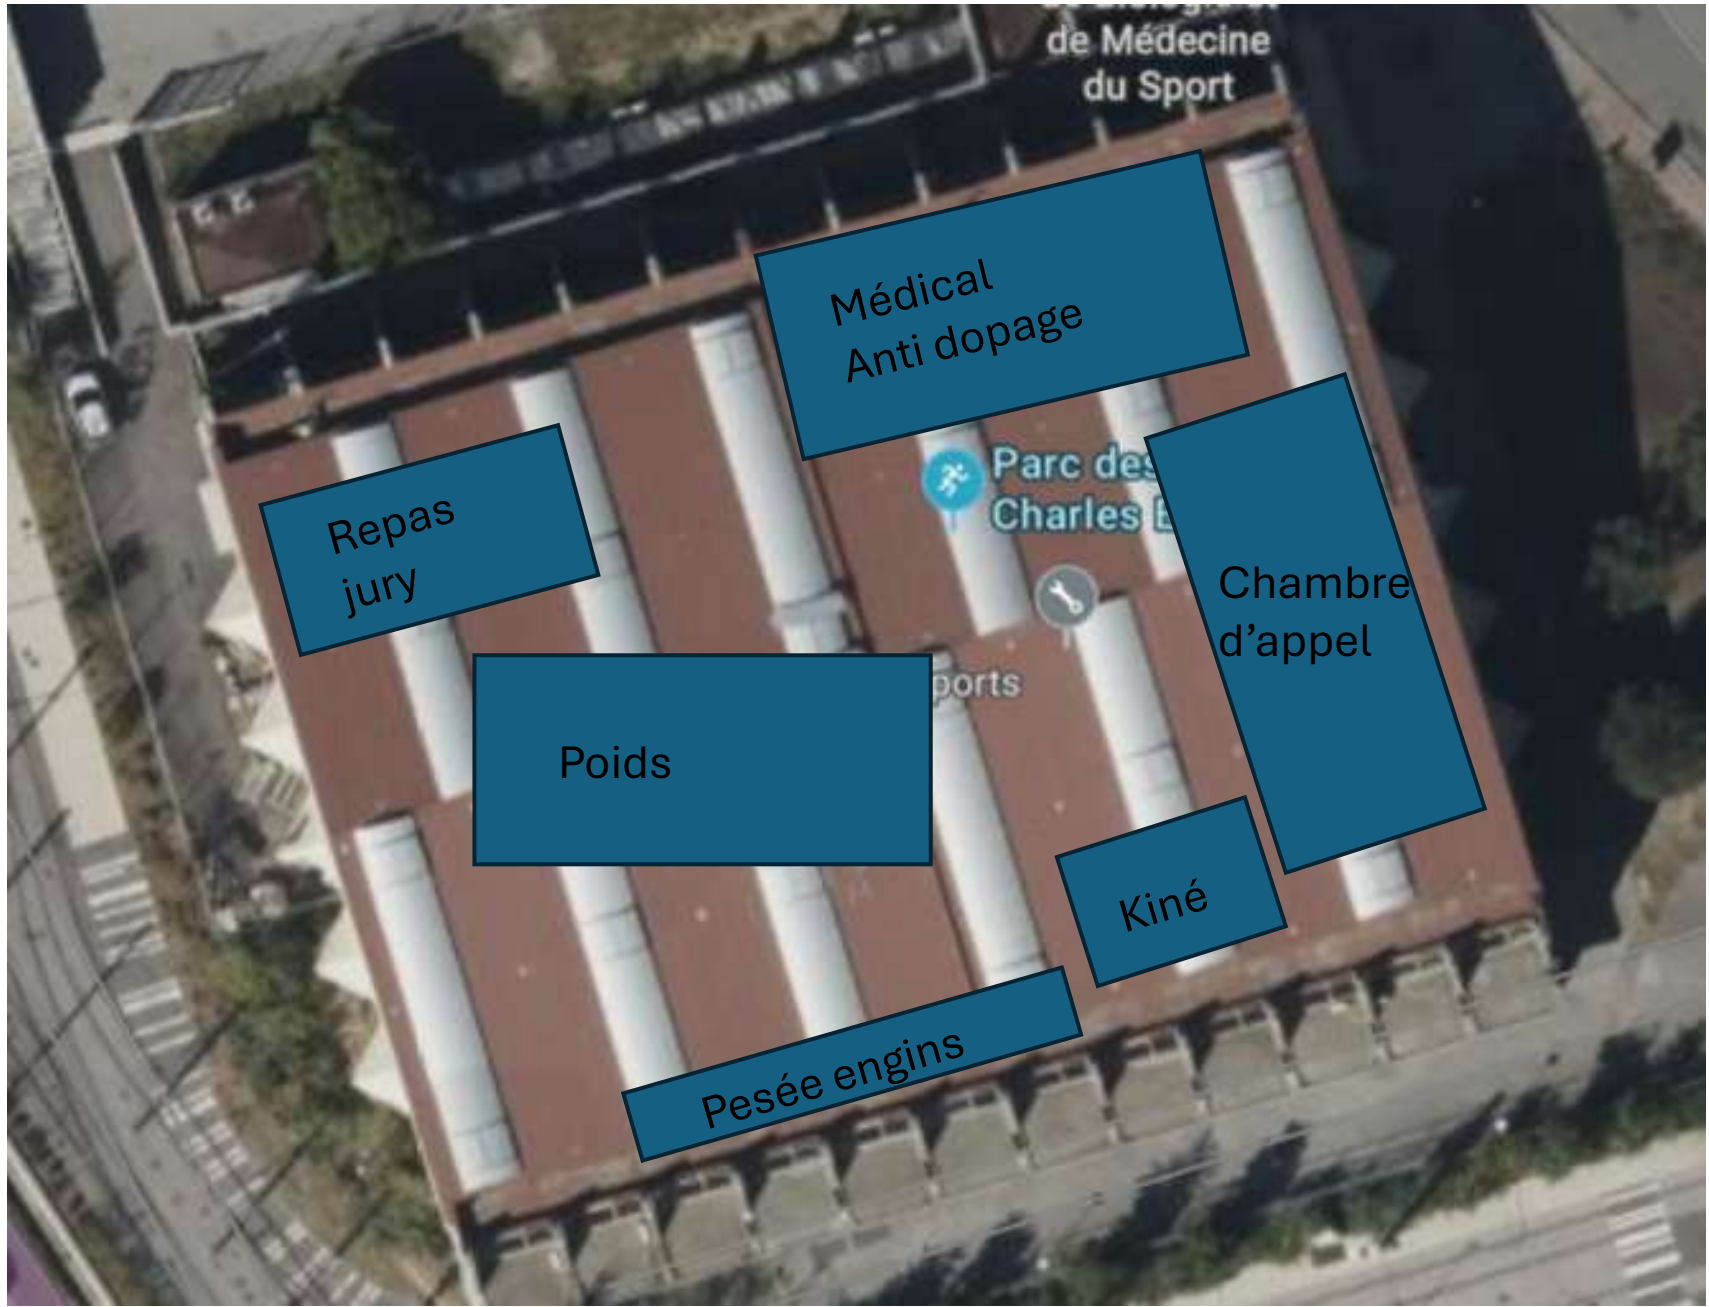 de Médecine
du Sport
Médical
Anti dopage
Parc des
Charles
Repas
jury
Chambre
d’appel
ports
Poids
Kiné
Pesée engins